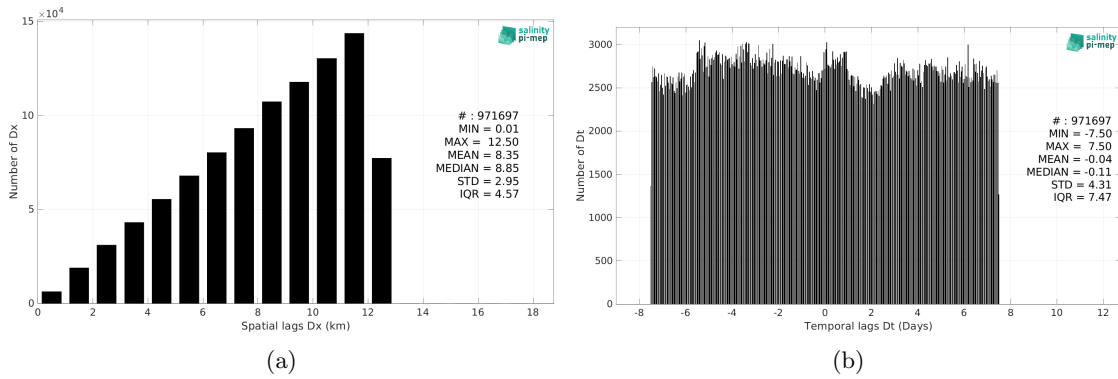 15 ×10⁴
10
5
0
Number of Dx
0 2 4 6 8 10 12 14 16 18
Spatial lags Dx (km)
salinity
pi-mep
# : 971697
MIN = 0.01
MAX = 12.50
MEAN = 8.35
MEDIAN = 8.85
STD = 2.95
IQR = 4.57
(a)
3000
2500
2000
1500
1000
500
0
Number of Dt
-8 -6 -4 -2 0 2 4 6 8 10 12
Temporal lags Dt (Days)
salinity
pi-mep
# : 971697
MIN = -7.50
MAX = 7.50
MEAN = -0.04
MEDIAN = -0.11
STD = 4.31
IQR = 7.47
(b)